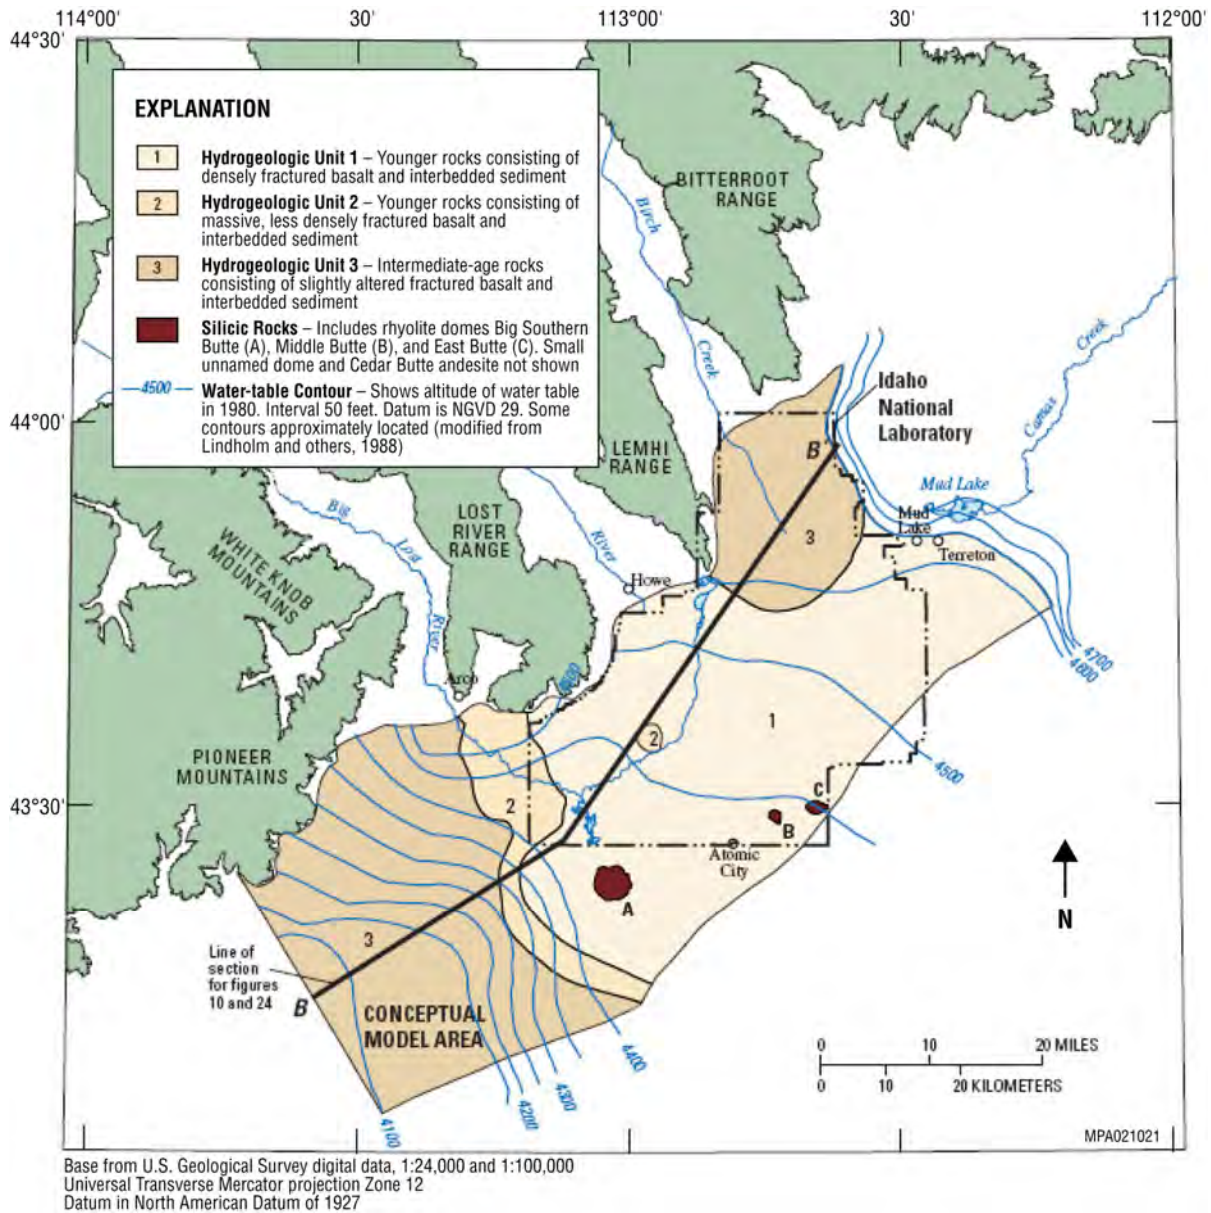 114°00'
30'
113°00'
30'
112°00'
44°30'
EXPLANATION
1
Hydrogeologic Unit 1 – Younger rocks consisting of
densely fractured basalt and interbedded sediment
2
Hydrogeologic Unit 2 – Younger rocks consisting of
massive, less densely fractured basalt and
interbedded sediment
3
Hydrogeologic Unit 3 – Intermediate-age rocks
consisting of slightly altered fractured basalt and
interbedded sediment
Silicic Rocks – Includes rhyolite domes Big Southern
Butte (A), Middle Butte (B), and East Butte (C). Small
unnamed dome and Cedar Butte andesite not shown
4500
Water-table Contour – Shows altitude of water table
in 1980. Interval 50 feet. Datum is NGVD 29. Some
contours approximately located (modified from
Lindholm and others, 1988)
BITTERROOT
RANGE
Birch
Creek
Camas
Creek
44°00'
Idaho
National
Laboratory
LEMHI
RANGE
B'
Mud Lake
Mud
Lake
Terreton
Big
Lost
River
LOST
RIVER
RANGE
River
WHITE KNOB
MOUNTAINS
3
Howe
4700
4600
Arco
1
2
PIONEER
MOUNTAINS
4500
43°30'
2
C
B
Atomic
City
A
N
3
Line of
section
for figures
10 and 24
B
CONCEPTUAL
MODEL AREA
4400
4300
4200
4100
0 10 20 MILES
0 10 20 KILOMETERS
MPA021021
Base from U.S. Geological Survey digital data, 1:24,000 and 1:100,000
Universal Transverse Mercator projection Zone 12
Datum in North American Datum of 1927